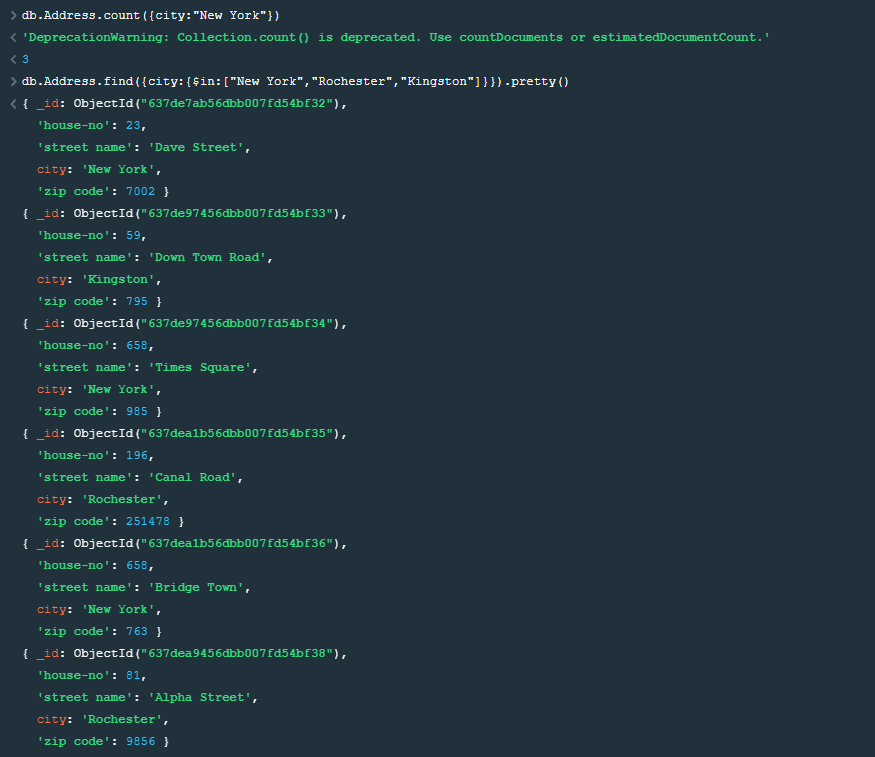 > db.Address.count({city:"New York"})
< 'DeprecationWarning: Collection.count() is deprecated. Use countDocuments or estimatedDocumentCount.'
< 3
> db.Address.find({city:{$in:["New York","Rochester","Kingston"]}}).pretty()
< { _id: ObjectId("637de7ab56dbb007fd54bf32"),
'house-no': 23,
'street name': 'Dave Street',
city: 'New York',
'zip code': 7002 }
{ _id: ObjectId("637de97456dbb007fd54bf33"),
'house-no': 59,
'street name': 'Down Town Road',
city: 'Kingston',
'zip code': 795 }
{ _id: ObjectId("637de97456dbb007fd54bf34"),
'house-no': 658,
'street name': 'Times Square',
city: 'New York',
'zip code': 985 }
{ _id: ObjectId("637dea1b56dbb007fd54bf35"),
'house-no': 196,
'street name': 'Canal Road',
city: 'Rochester',
'zip code': 251478 }
{ _id: ObjectId("637dea1b56dbb007fd54bf36"),
'house-no': 658,
'street name': 'Bridge Town',
city: 'New York',
'zip code': 763 }
{ _id: ObjectId("637dea9456dbb007fd54bf38"),
'house-no': 81,
'street name': 'Alpha Street',
city: 'Rochester',
'zip code': 9856 }